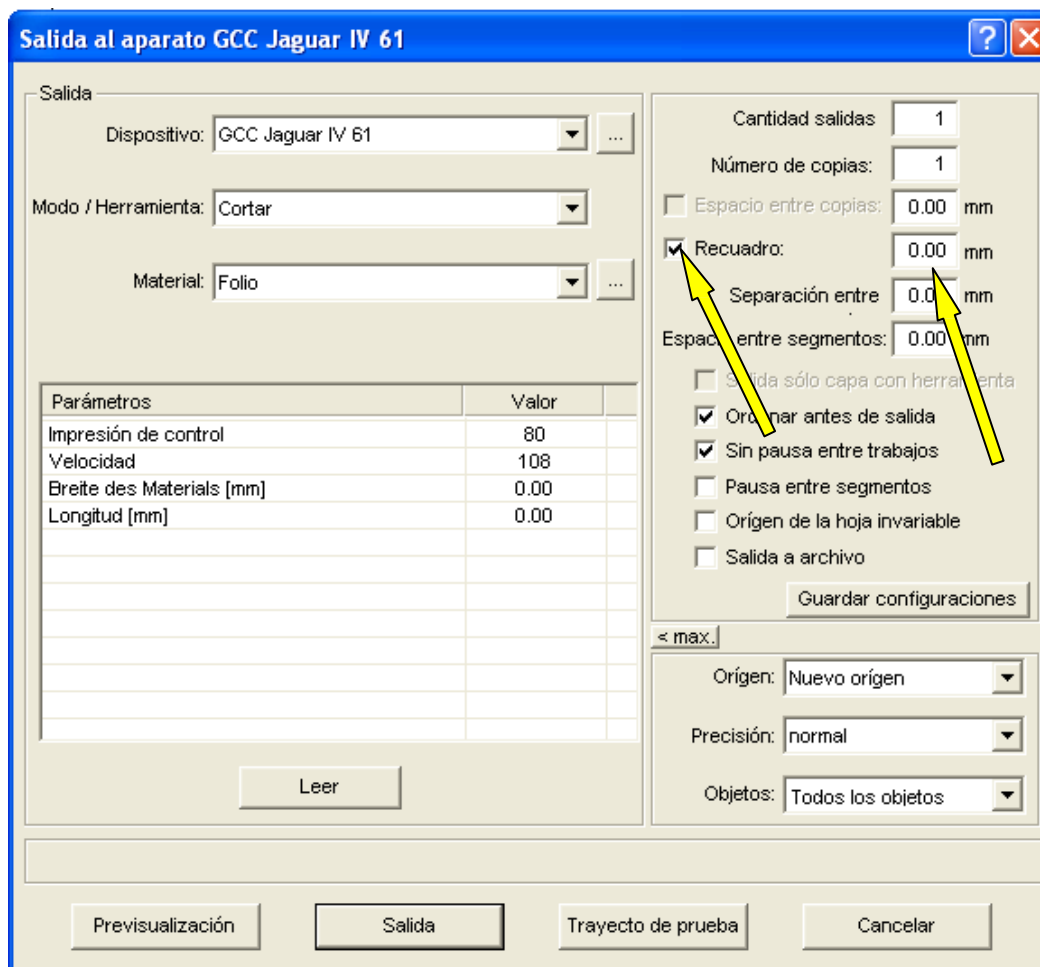 Salida al aparato GCC Jaguar IV 61
Salida
Dispositivo: GCC Jaguar IV 61 ...
Modo / Herramienta: Cortar
Material: Folio ...
Parámetros Valor
Impresión de control 80
Velocidad 108
Breite des Materials [mm] 0.00
Longitud [mm] 0.00
Leer
Cantidad salidas 1
Número de copias: 1
Espacio entre copias: 0.00 mm
Recuadro: 0.00 mm
Separación entre mm
entre segmentos: 0.00 mm
sólo capa con
antes de salida
Sin pausa entre trabajos
Pausa entre segmentos
Orígen de la hoja invariable
Salida a archivo
Guardar configuraciones
< max.
Orígen: Nuevo orígen
Precisión: normal
Objetos: Todos los objetos
Previsualización Salida Trayecto de prueba Cancelar